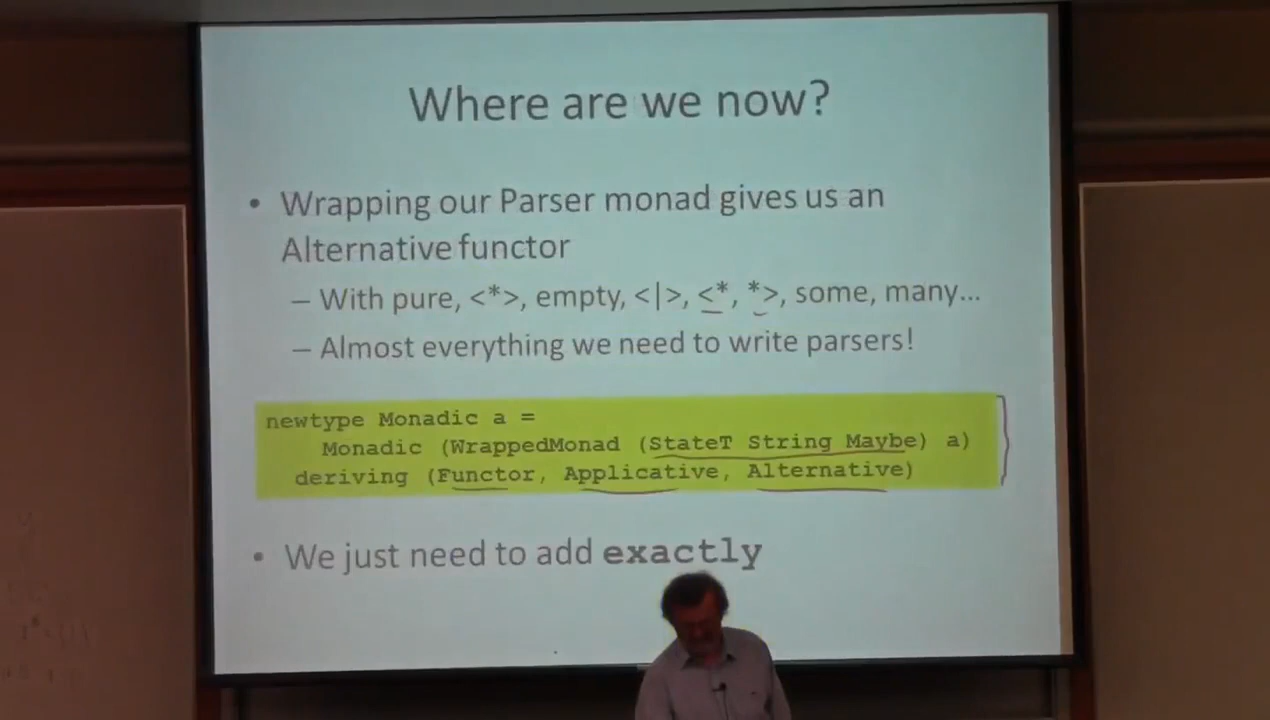 Where are we now?
• Wrapping our Parser monad gives us an
Alternative functor
– With pure, <*>, empty, <|>, <*, *>, some, many…
– Almost everything we need to write parsers!
newtype Monadic a =
Monadic (WrappedMonad (StateT String Maybe) a)
deriving (Functor, Applicative, Alternative)
• We just need to add exactly